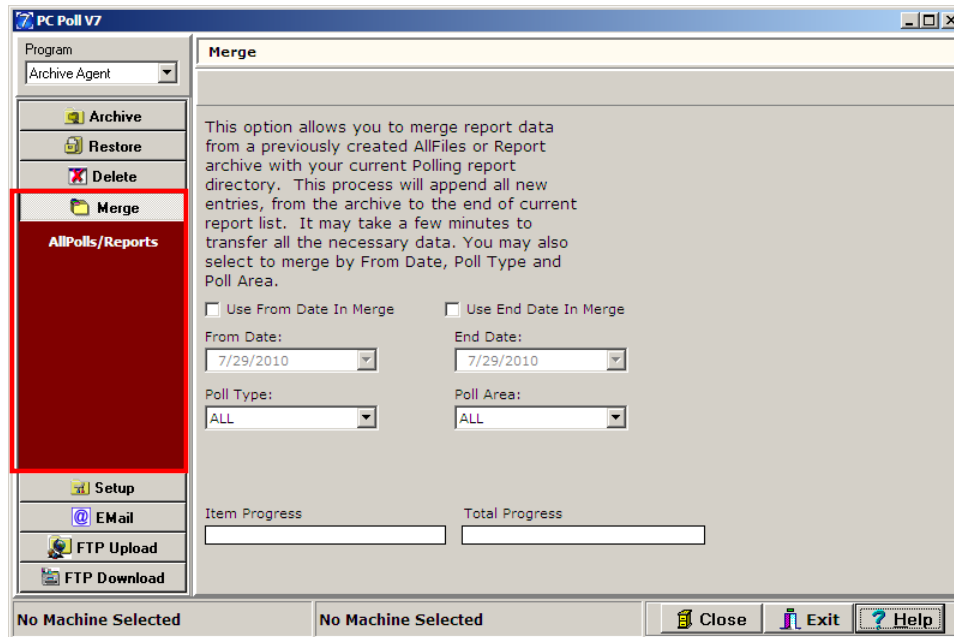 PC Poll V7
Program
Archive Agent
Archive
Restore
Delete
Merge
AllPolls/Reports
Setup
EMail
FTP Upload
FTP Download
Merge
This option allows you to merge report data
from a previously created AllFiles or Report
archive with your current Polling report
directory. This process will append all new
entries, from the archive to the end of current
report list. It may take a few minutes to
transfer all the necessary data. You may also
select to merge by From Date, Poll Type and
Poll Area.
Use From Date In Merge Use End Date In Merge
From Date: End Date:
7/29/2010 7/29/2010
Poll Type: Poll Area:
ALL ALL
Item Progress Total Progress
No Machine Selected No Machine Selected Close Exit ? Help